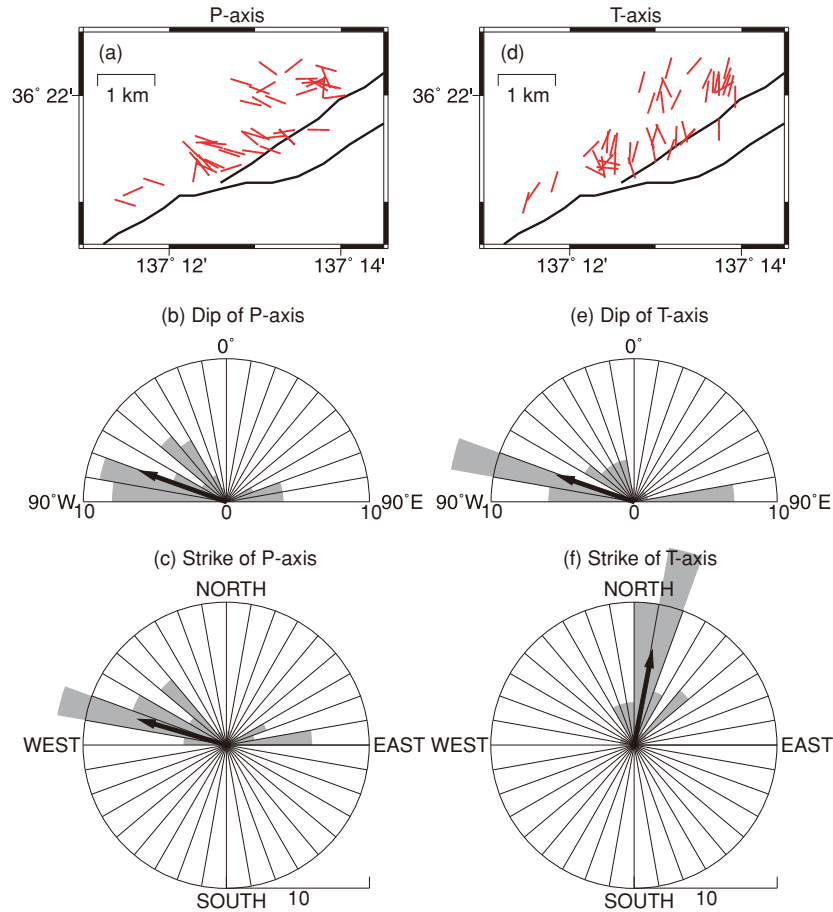 P-axis
T-axis
(a)
(d)
1 km
1 km
36˚ 22'
36˚ 22'
137˚ 12'
137˚ 14'
137˚ 12'
137˚ 14'
(b) Dip of P-axis
(e) Dip of T-axis
0˚
0˚
90˚W
90˚E
90˚W
90˚E
10
0
10
10
0
10
(c) Strike of P-axis
(f) Strike of T-axis
NORTH
NORTH
WEST
EAST
WEST
EAST
SOUTH
10
SOUTH
10